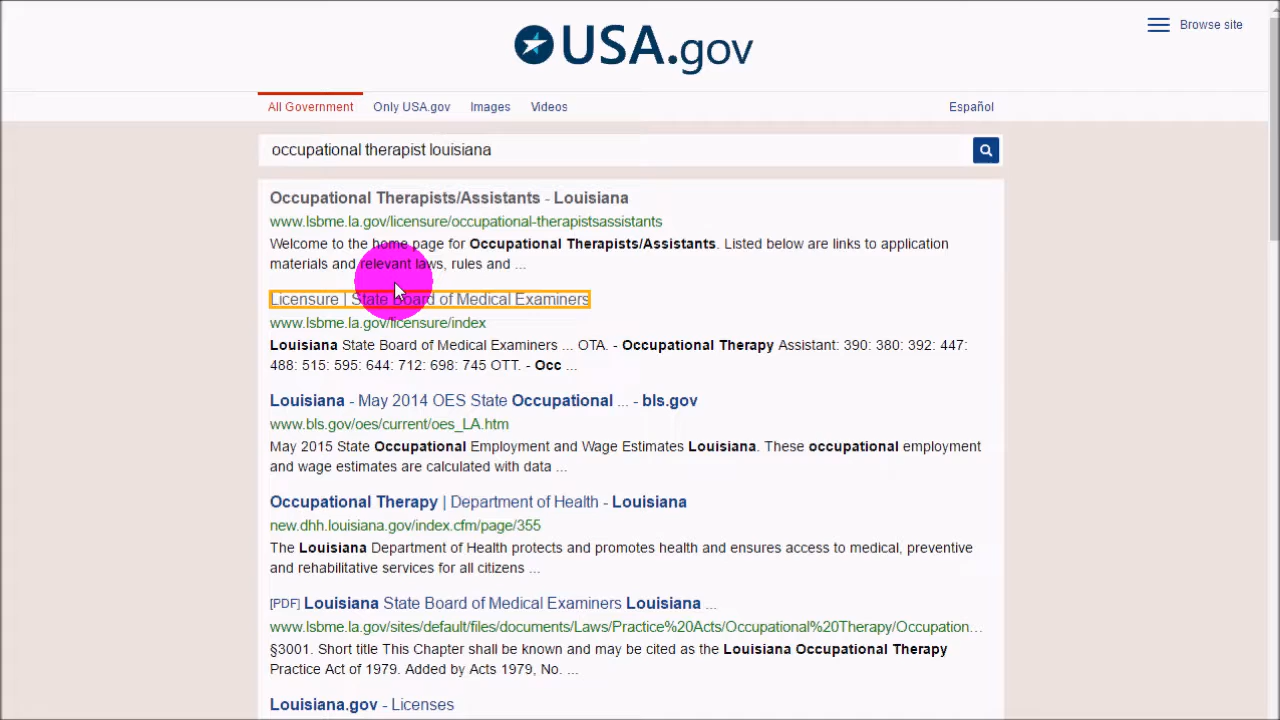 USA.gov
Browse site
All Government Only USA.gov Images Videos Español
occupational therapist louisiana
Occupational Therapists/Assistants - Louisiana
www.lsbme.la.gov/licensure/occupational-therapistsassistants
Welcome to the home page for Occupational Therapists/Assistants. Listed below are links to application
materials and relevant laws, rules and ...
Licensure | State Board of Medical Examiners
www.lsbme.la.gov/licensure/index
Louisiana State Board of Medical Examiners ... OTA. - Occupational Therapy Assistant: 390: 380: 392: 447:
488: 515: 595: 644: 712: 698: 745 OTT. - Occ ...
Louisiana - May 2014 OES State Occupational ... - bls.gov
www.bls.gov/oes/current/oes_LA.htm
May 2015 State Occupational Employment and Wage Estimates Louisiana. These occupational employment
and wage estimates are calculated with data ...
Occupational Therapy | Department of Health - Louisiana
new.dhh.louisiana.gov/index.cfm/page/355
The Louisiana Department of Health protects and promotes health and ensures access to medical, preventive
and rehabilitative services for all citizens ...
[PDF] Louisiana State Board of Medical Examiners Louisiana ...
www.lsbme.la.gov/sites/default/files/documents/Laws/Practice%20Acts/Occupational%20Therapy/Occupation...
§3001. Short title This Chapter shall be known and may be cited as the Louisiana Occupational Therapy
Practice Act of 1979. Added by Acts 1979, No. ...
Louisiana.gov - Licenses